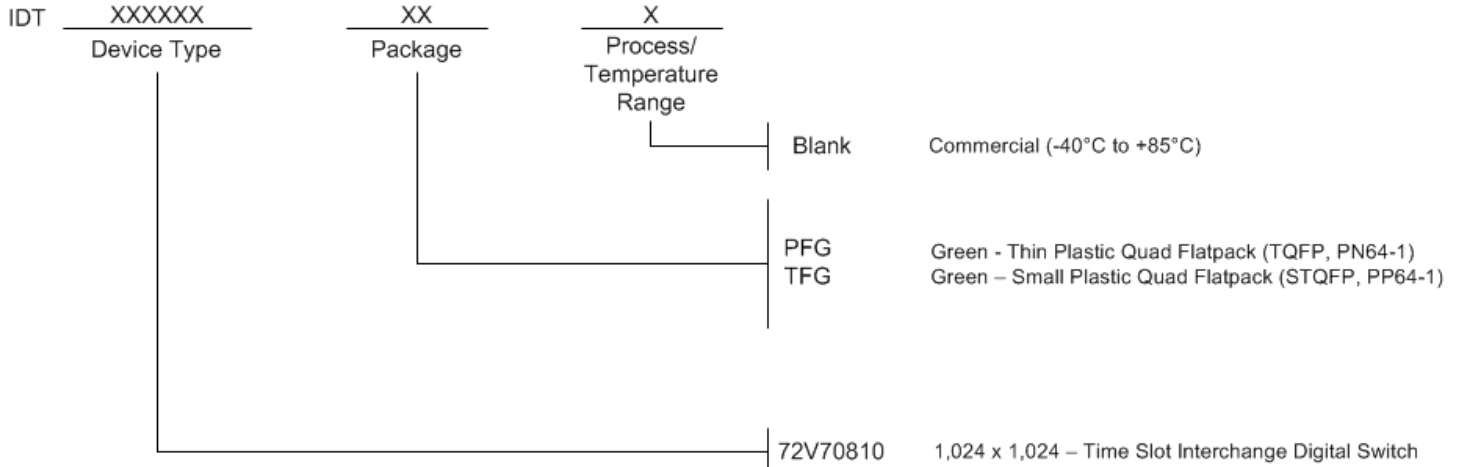 IDT XXXXXX XX X
Device Type Package Process/
Temperature
Range
Blank Commercial (-40°C to +85°C)
PFG Green - Thin Plastic Quad Flatpack (TQFP, PN64-1)
TFG Green – Small Plastic Quad Flatpack (STQFP, PP64-1)
72V70810 1,024 x 1,024 – Time Slot Interchange Digital Switch